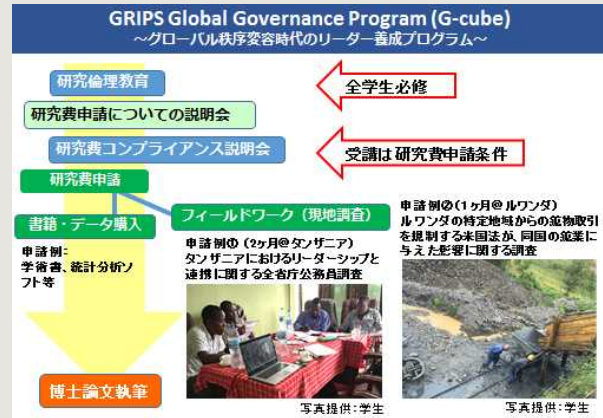 GRIPS Global Governance Program (G-cube)
～グローバル秩序変容時代のリーダー養成プログラム～
研究倫理教育
全学生必修
研究費申請についての説明会
研究費コンプライアンス説明会
受講は研究費申請条件
研究費申請
書籍・データ購入
申請例:
学術書、統計分析ソ
フト等
フィールドワーク（現地調査）
申請例① (2ヶ月@タンザニア)
タンザニアにおけるリーダーシップと
連携に関する全省庁公務員調査
写真提供:学生
申請例② (1ヶ月@ルワンダ)
ルワンダの特定地域からの鉱物取引
を規制する米国法が、同国の鉱業に
与えた影響に関する調査
写真提供:学生
博士論文執筆